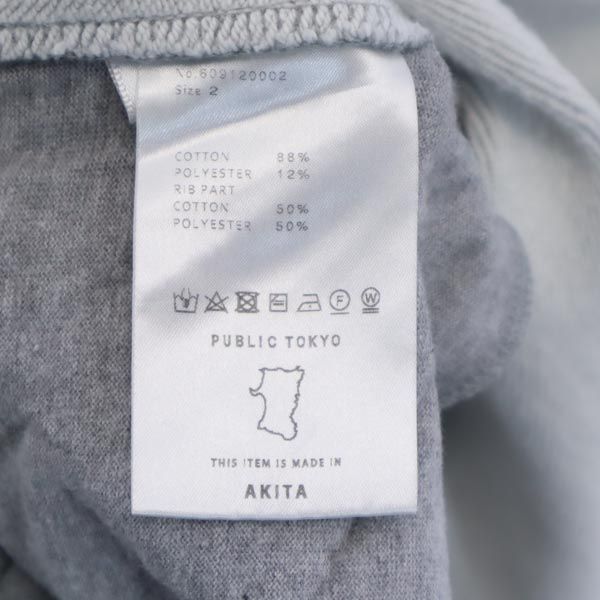 No.609120002
Size 2
COTTON 88%
POLYESTER 12%
RIB PART
COTTON 50%
POLYESTER 50%
F W
PUBLIC TOKYO
THIS ITEM IS MADE IN
AKITA